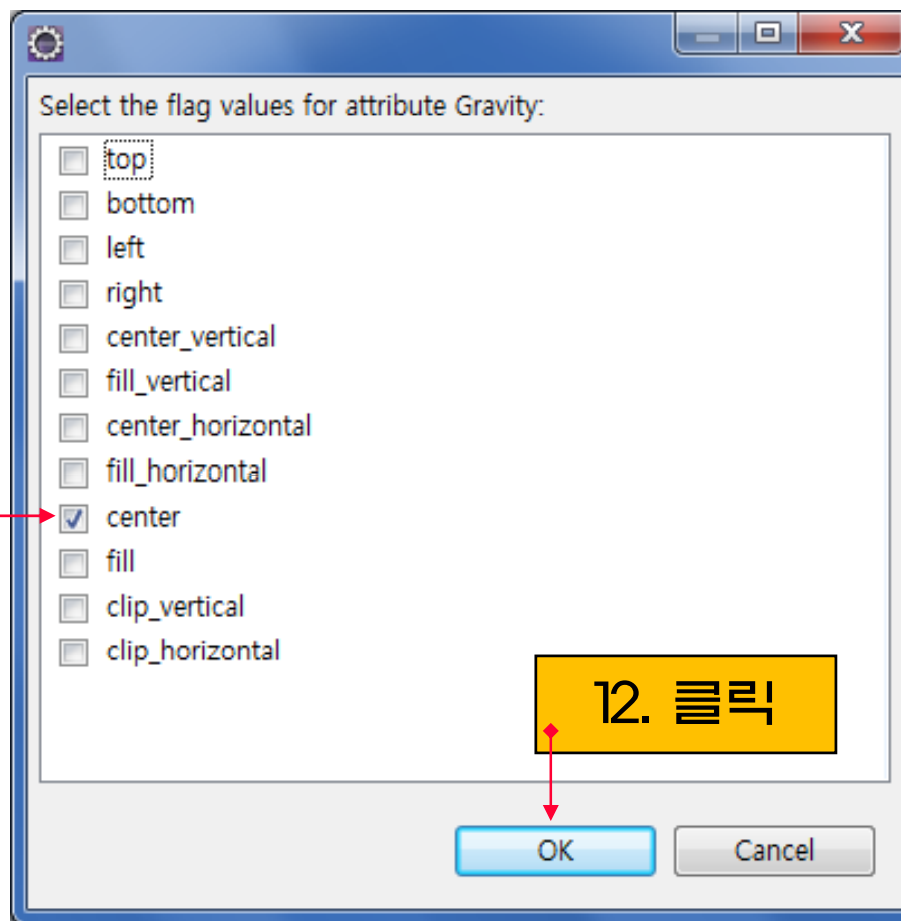 Select the flag values for attribute Gravity:
top
bottom
left
right
center_vertical
fill_vertical
center_horizontal
fill_horizontal
center
fill
clip_vertical
clip_horizontal
12. 클릭
OK
Cancel